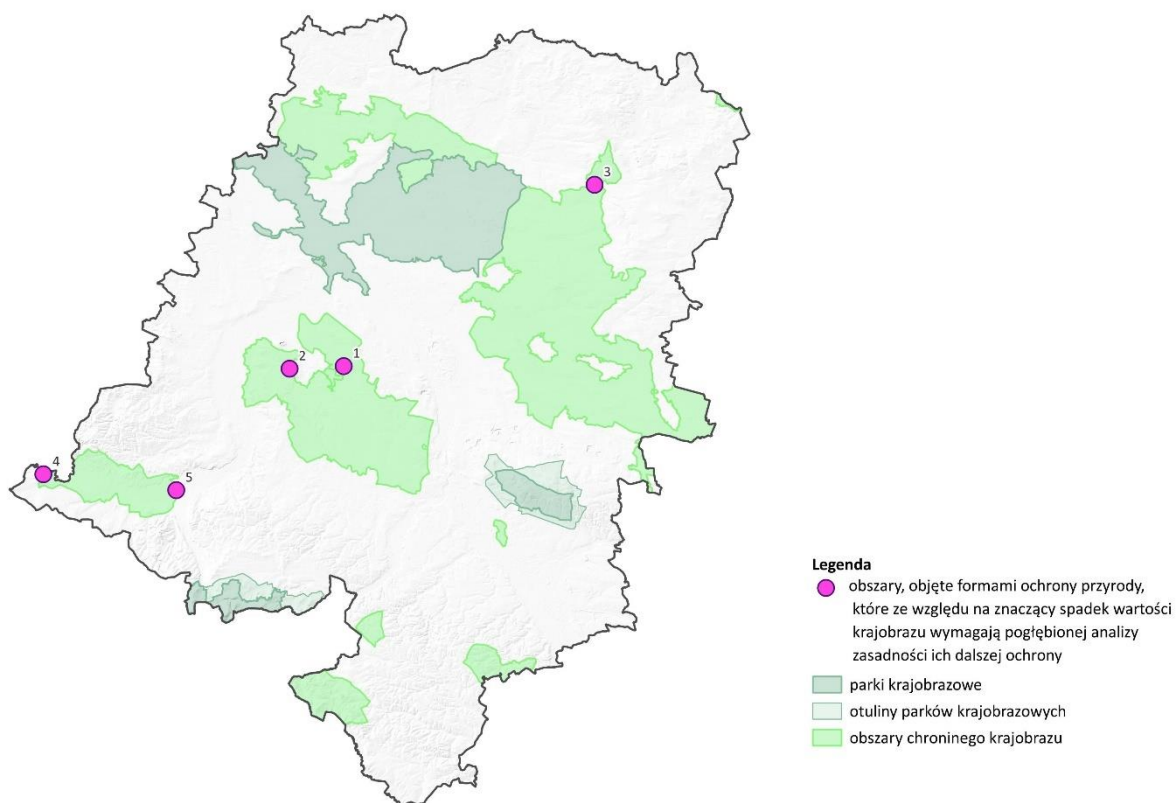 3
1
2
4
5
Legenda
obszary, objęte formami ochrony przyrody,
które ze względu na znaczący spadek wartości
krajobrazu wymagają pogłębionej analizy
zasadności ich dalszej ochrony
parki krajobrazowe
otuliny parków krajobrazowych
obszary chroninego krajobrazu